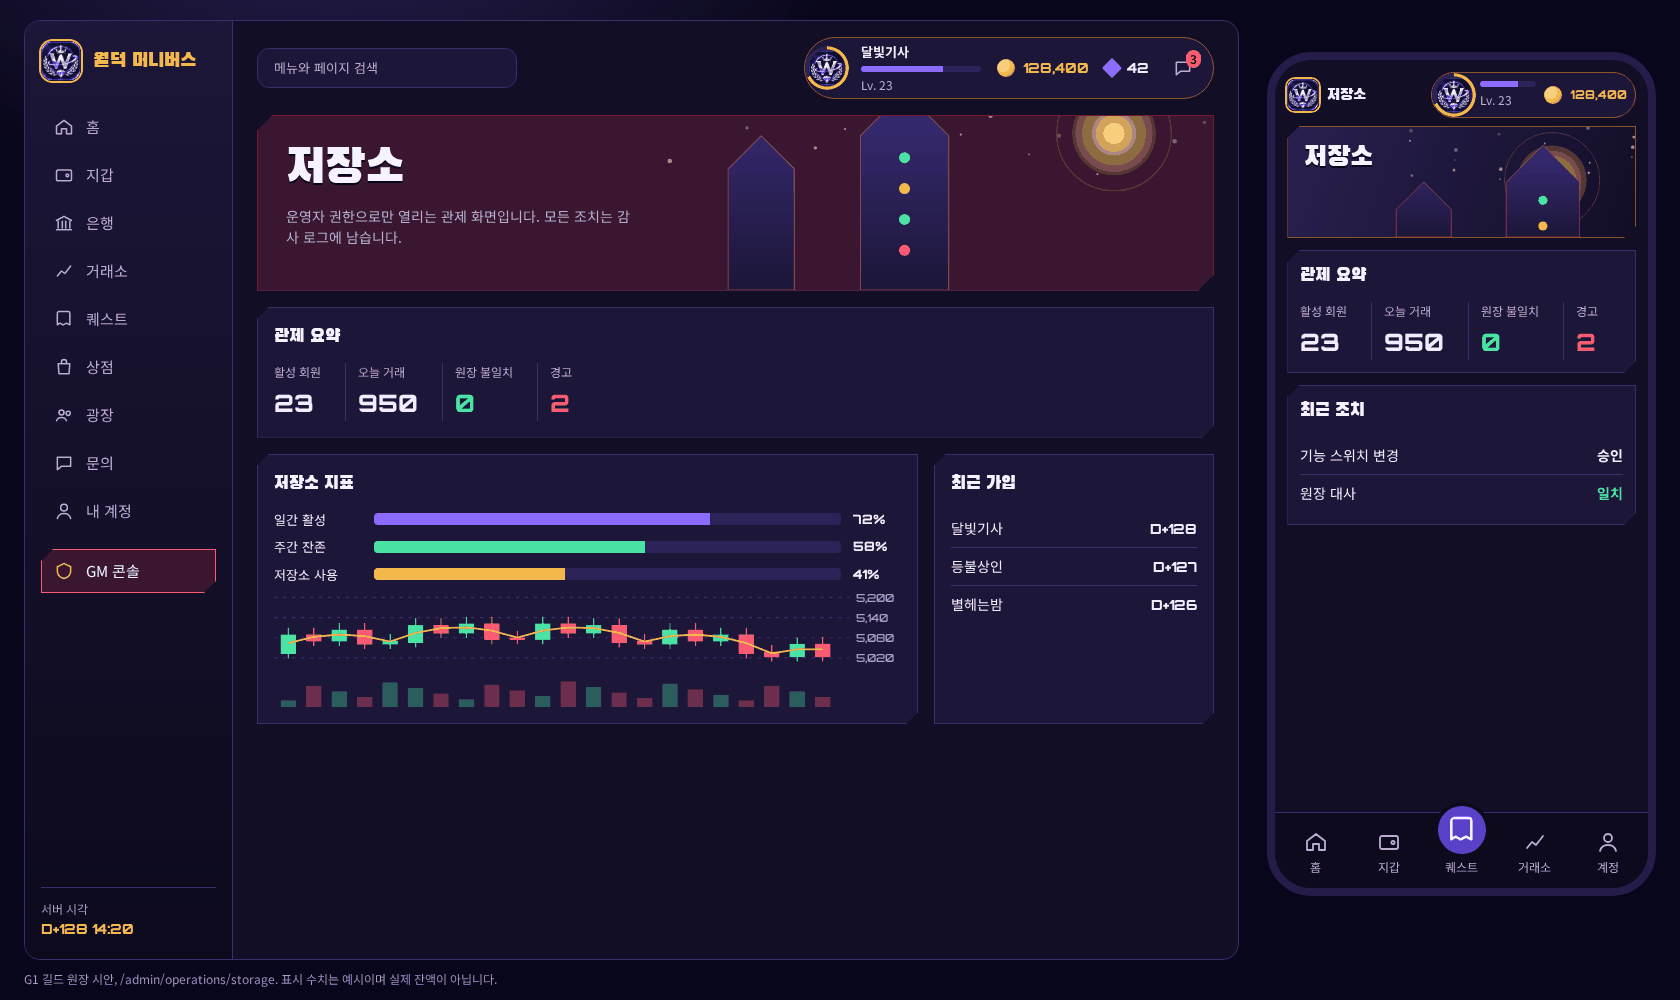 원덕 머니버스
홈
지갑
은행
거래소
퀘스트
상점
광장
문의
내 계정
GM 콘솔
서버 시각
D+128 14:20
메뉴와 페이지 검색
달빛기사
Lv. 23
128,400
42
3
저장소
운영자 권한으로만 열리는 관제 화면입니다. 모든 조치는 감
사 로그에 남습니다.
관제 요약
활성 회원
23
오늘 거래
950
원장 불일치
0
경고
2
저장소 지표
일간 활성
72%
주간 잔존
58%
저장소 사용
41%
5,200
5,140
5,080
5,020
최근 가입
달빛기사
D+128
등불상인
D+127
별헤는밤
D+126
저장소
Lv. 23
128,400
저장소
관제 요약
활성 회원
23
오늘 거래
950
원장 불일치
0
경고
2
최근 조치
기능 스위치 변경
승인
원장 대사
일치
홈
지갑
퀘스트
거래소
계정
G1 길드 원장 시안, /admin/operations/storage. 표시 수치는 예시이며 실제 잔액이 아닙니다.